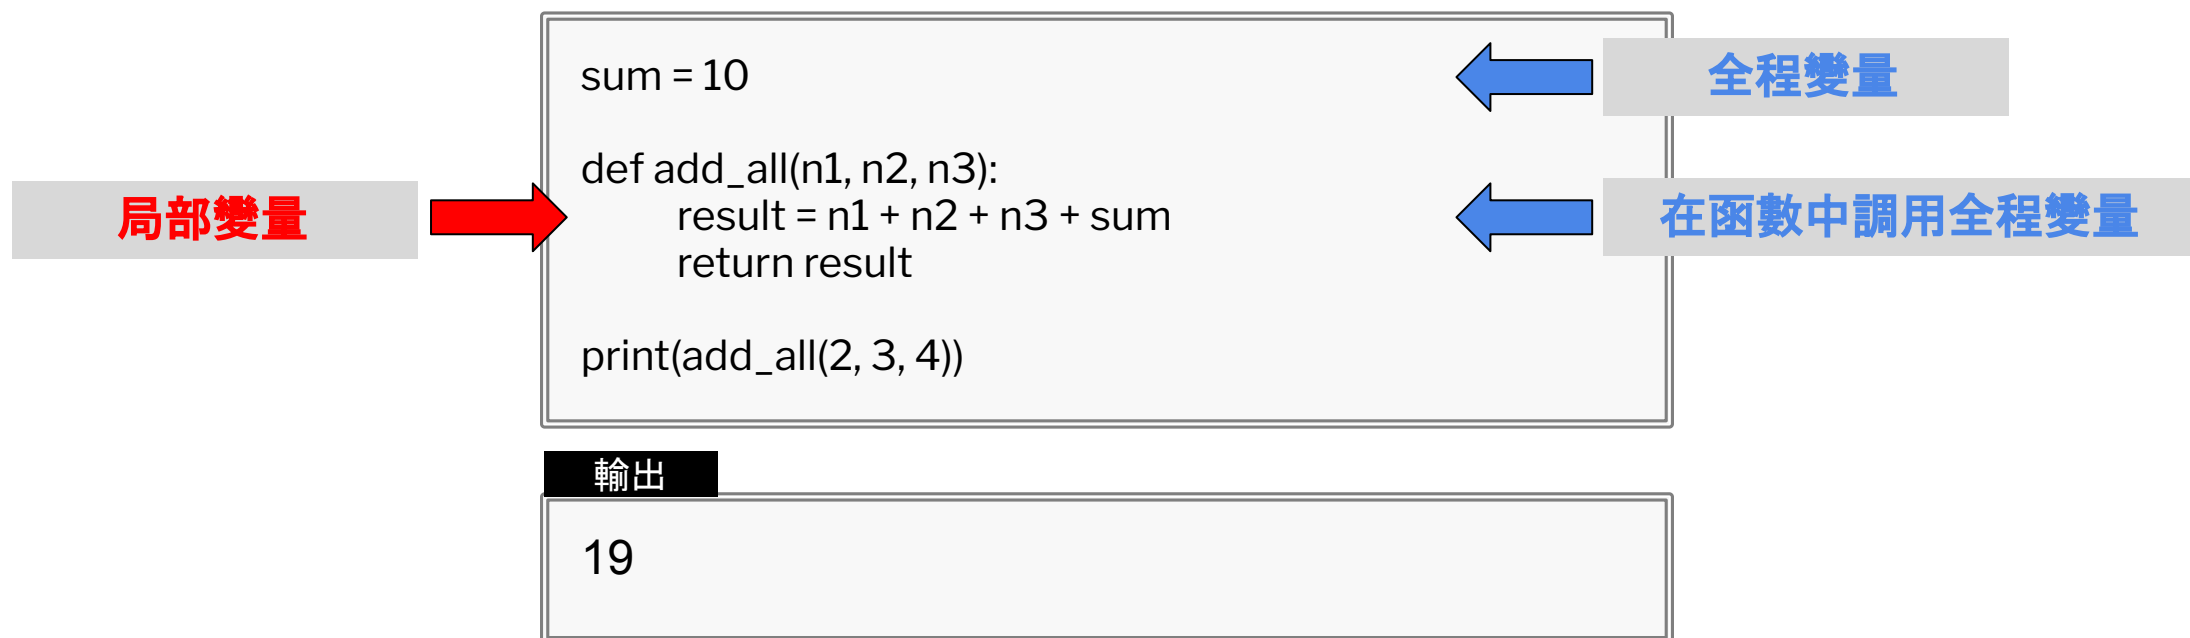 sum = 10
全程變量
def add_all(n1, n2, n3):
局部變量
result = n1 + n2 + n3 + sum
在函數中調用全程變量
return result
print(add_all(2, 3, 4))
輸出
19